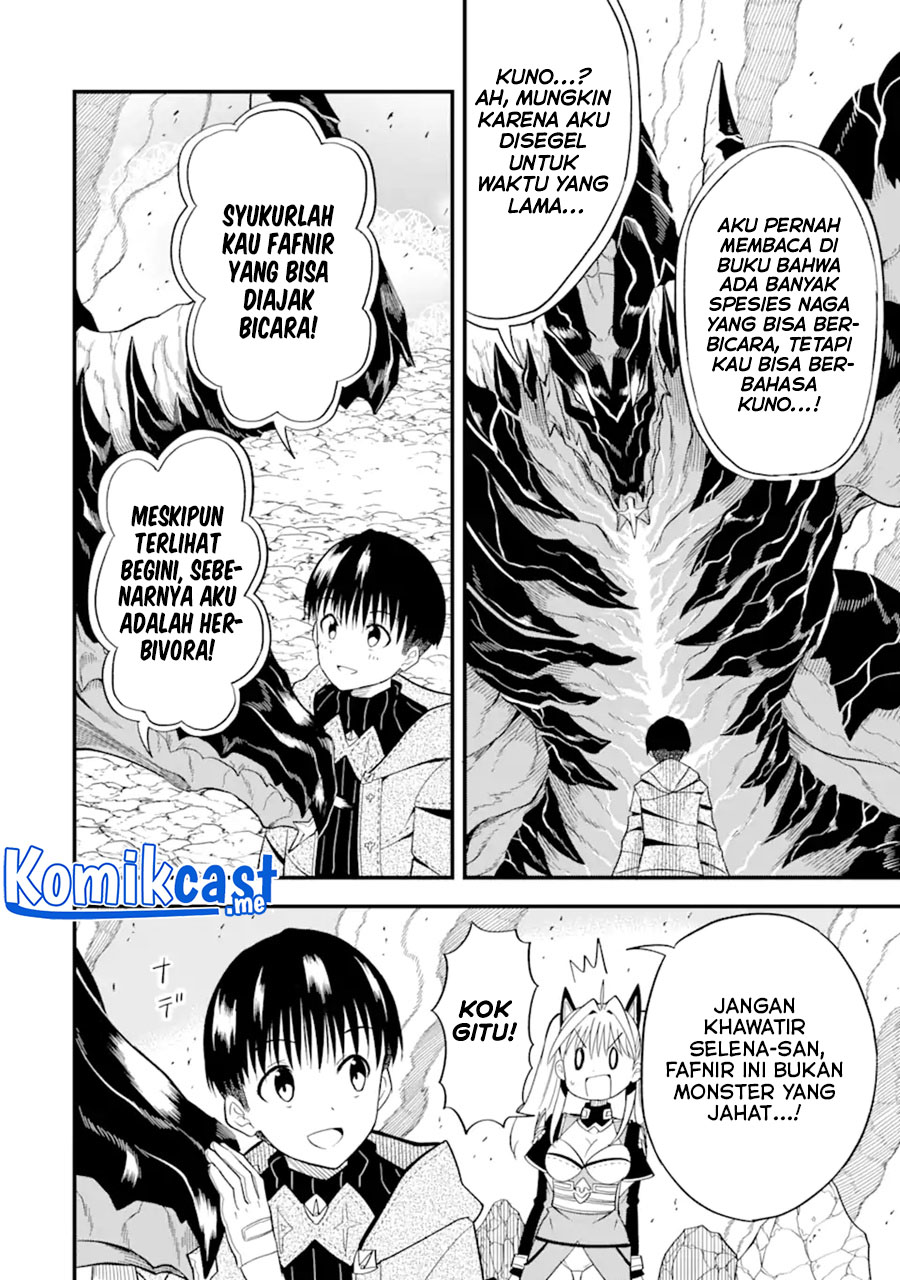 AKU PERNAH
MEMBACA DI
BUKU BAHWA
ADA BANYAK
SPESIES NAGA
YANG BISA BER-
BICARA, TETAPI
KAU BISA BER-
BAHASA
KUNO...!
KUNO...?
AH, MUNGKIN
KARENA AKU
DISEGEL
UNTUK
WAKTU YANG
LAMA...
SYUKURLAH
KAU FAFNIR
YANG BISA
DIAJAK
BICARA!
MESKIPUN
TERLIHAT
BEGINI, SEBE-
NARNYA AKU
ADALAH HER-
BIVORA!
JANGAN
KHAWATIR
SELENA-SAN,
FAFNIR INI BUKAN
MONSTER YANG
JAHAT...!
KOK
GITU!
ナデ
Komikcast
.me